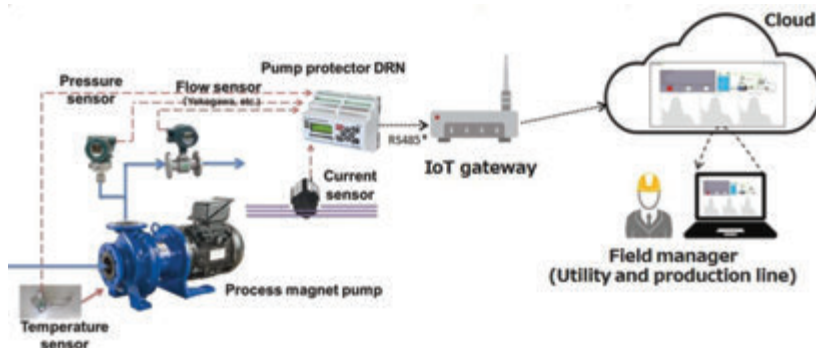 Cloud
Pump protector DRN
Pressure
sensor
Flow sensor
(Yokogawa, etc.)
RS485*
IoT gateway
Current
sensor
Field manager
(Utility and production line)
Process magnet pump
Temperature
sensor